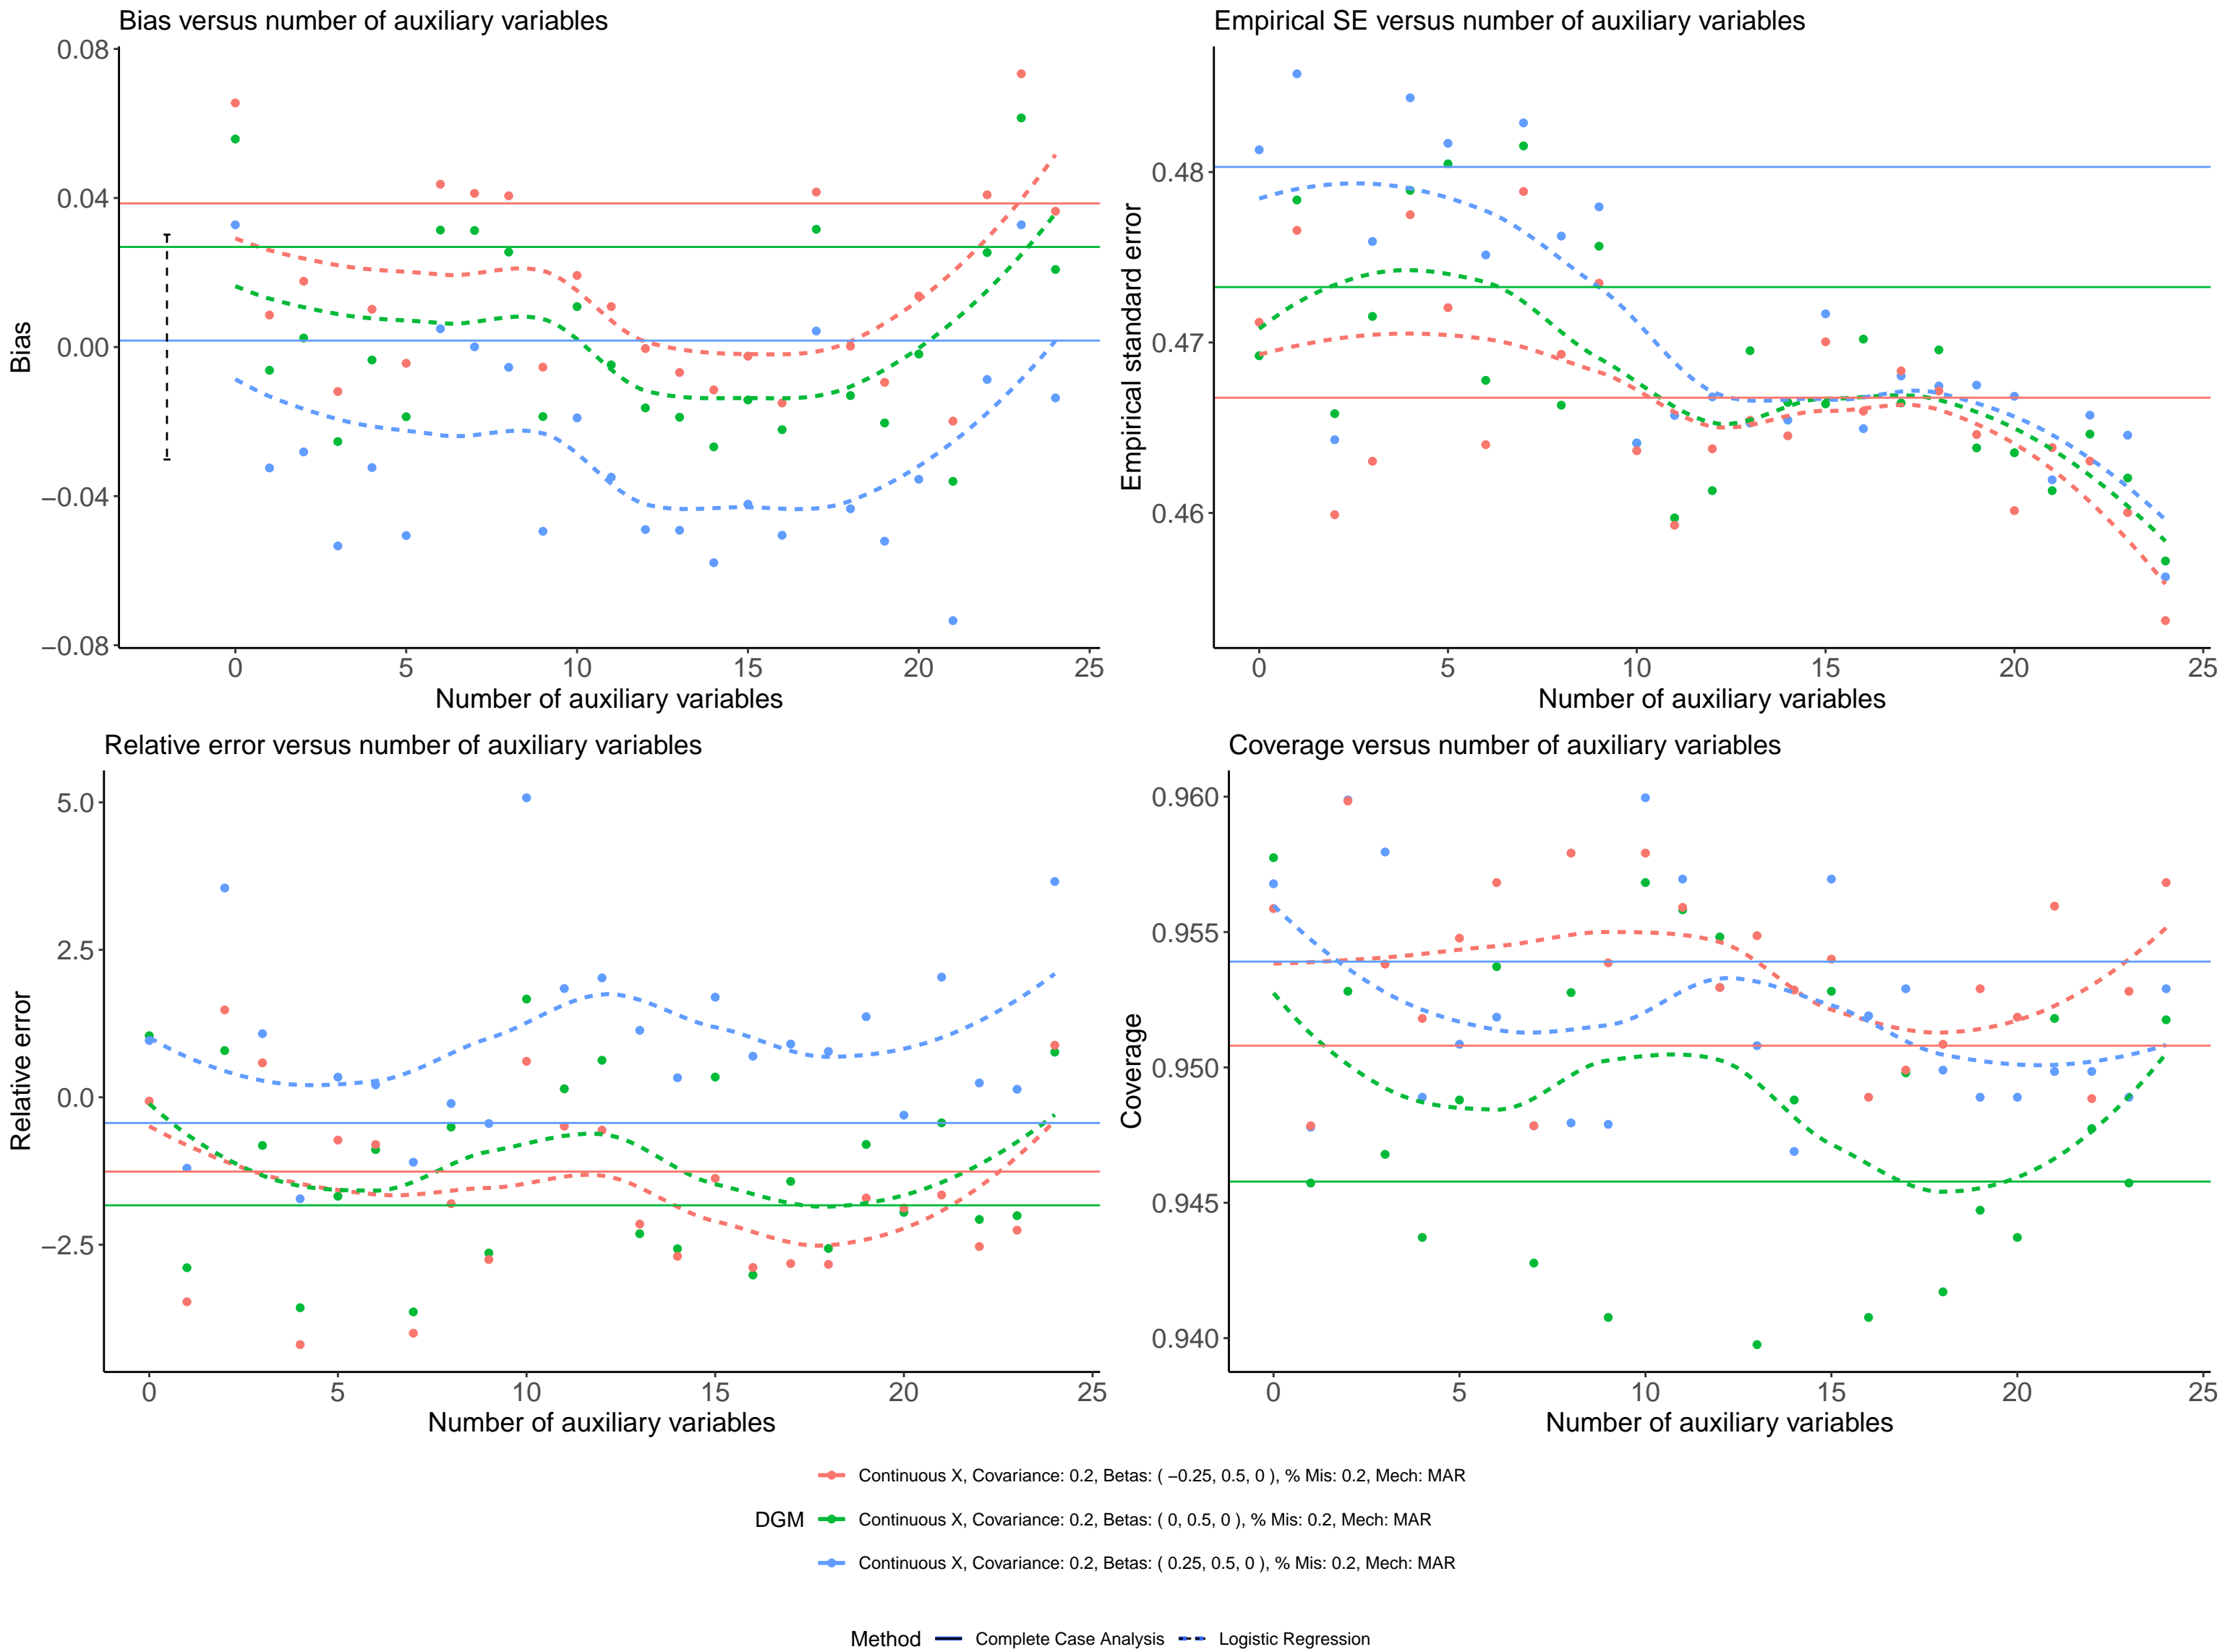 Bias versus number of auxiliary variables
0.08
0.04
0.00
−0.04
−0.08
Bias
0 5 10 15 20 25
Number of auxiliary variables
Empirical SE versus number of auxiliary variables
0.48
0.47
0.46
Empirical standard error
0 5 10 15 20 25
Number of auxiliary variables
Relative error versus number of auxiliary variables
5.0
2.5
0.0
−2.5
Relative error
0 5 10 15 20 25
Number of auxiliary variables
Coverage versus number of auxiliary variables
0.960
0.955
0.950
0.945
0.940
Coverage
0 5 10 15 20 25
Number of auxiliary variables
DGM
Continuous X, Covariance: 0.2, Betas: ( −0.25, 0.5, 0 ), % Mis: 0.2, Mech: MAR
Continuous X, Covariance: 0.2, Betas: ( 0, 0.5, 0 ), % Mis: 0.2, Mech: MAR
Continuous X, Covariance: 0.2, Betas: ( 0.25, 0.5, 0 ), % Mis: 0.2, Mech: MAR
Method Complete Case Analysis Logistic Regression